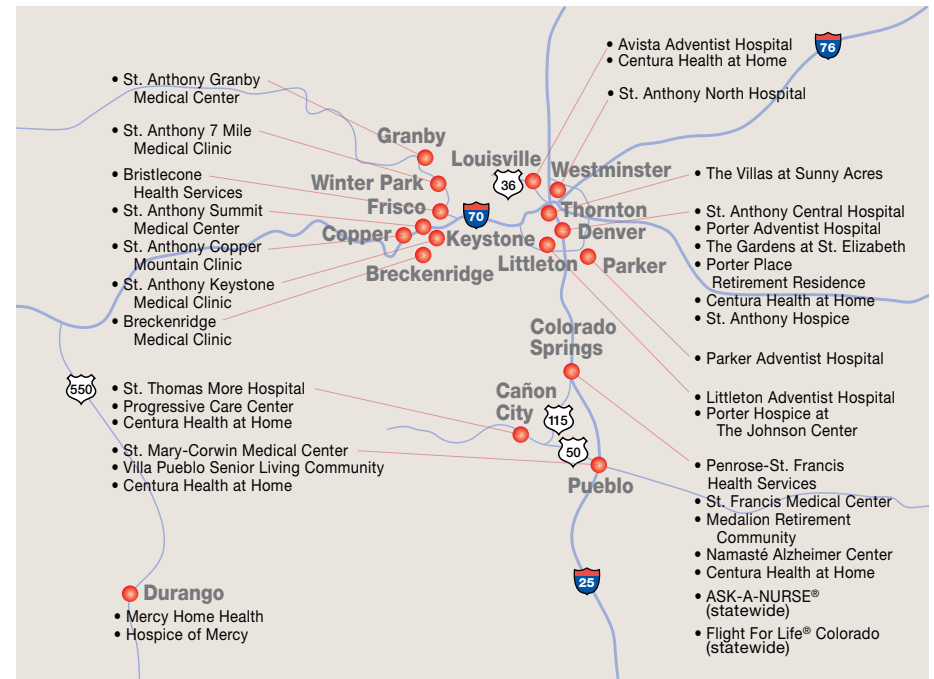 • Avista Adventist Hospital
• Centura Health at Home
76
• St. Anthony North Hospital
• St. Anthony Granby
Medical Center
• St. Anthony 7 Mile
Medical Clinic
• Bristlecone
Health Services
• St. Anthony Summit
Medical Center
• St. Anthony Copper
Mountain Clinic
• St. Anthony Keystone
Medical Clinic
• Breckenridge
Medical Clinic
Granby
Louisville
Westminster
36
Winter Park
Frisco
70
Thornton
Copper
Keystone
Denver
Breckenridge
Littleton
Parker
• The Villas at Sunny Acres
• St. Anthony Central Hospital
• Porter Adventist Hospital
• The Gardens at St. Elizabeth
• Porter Place
Retirement Residence
• Centura Health at Home
• St. Anthony Hospice
• Parker Adventist Hospital
• Littleton Adventist Hospital
• Porter Hospice at
The Johnson Center
Colorado
Springs
550
• St. Thomas More Hospital
• Progressive Care Center
• Centura Health at Home
Cañon
City
115
50
• St. Mary-Corwin Medical Center
• Villa Pueblo Senior Living Community
• Centura Health at Home
Pueblo
• Penrose-St. Francis
Health Services
• St. Francis Medical Center
• Medalion Retirement
Community
• Namasté Alzheimer Center
• Centura Health at Home
• ASK-A-NURSE®
(statewide)
• Flight For Life® Colorado
(statewide)
25
Durango
• Mercy Home Health
• Hospice of Mercy